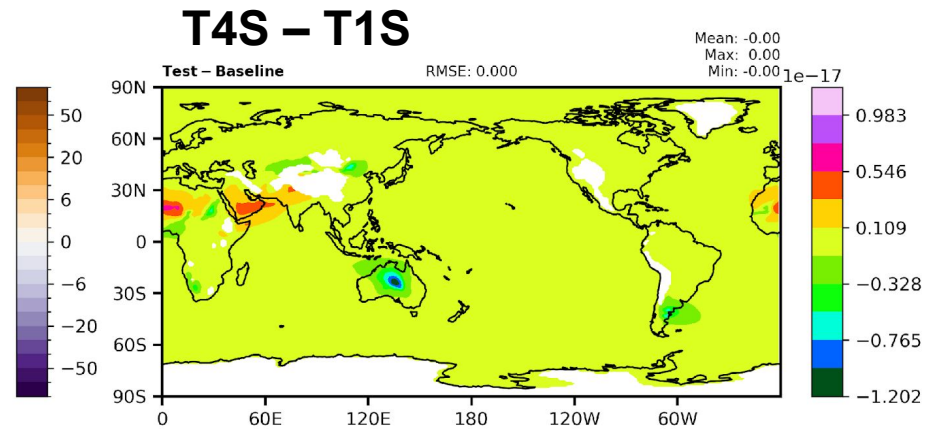 T4S – T1S
Mean: -0.00
Max: 0.00
Test – Baseline RMSE: 0.000 Min: -0.00
1e−17
90N
60N
30N
0
30S
60S
90S
0 60E 120E 180 120W 60W
50
20
6
0
−6
−20
−50
0.983
0.546
0.109
−0.328
−0.765
−1.202